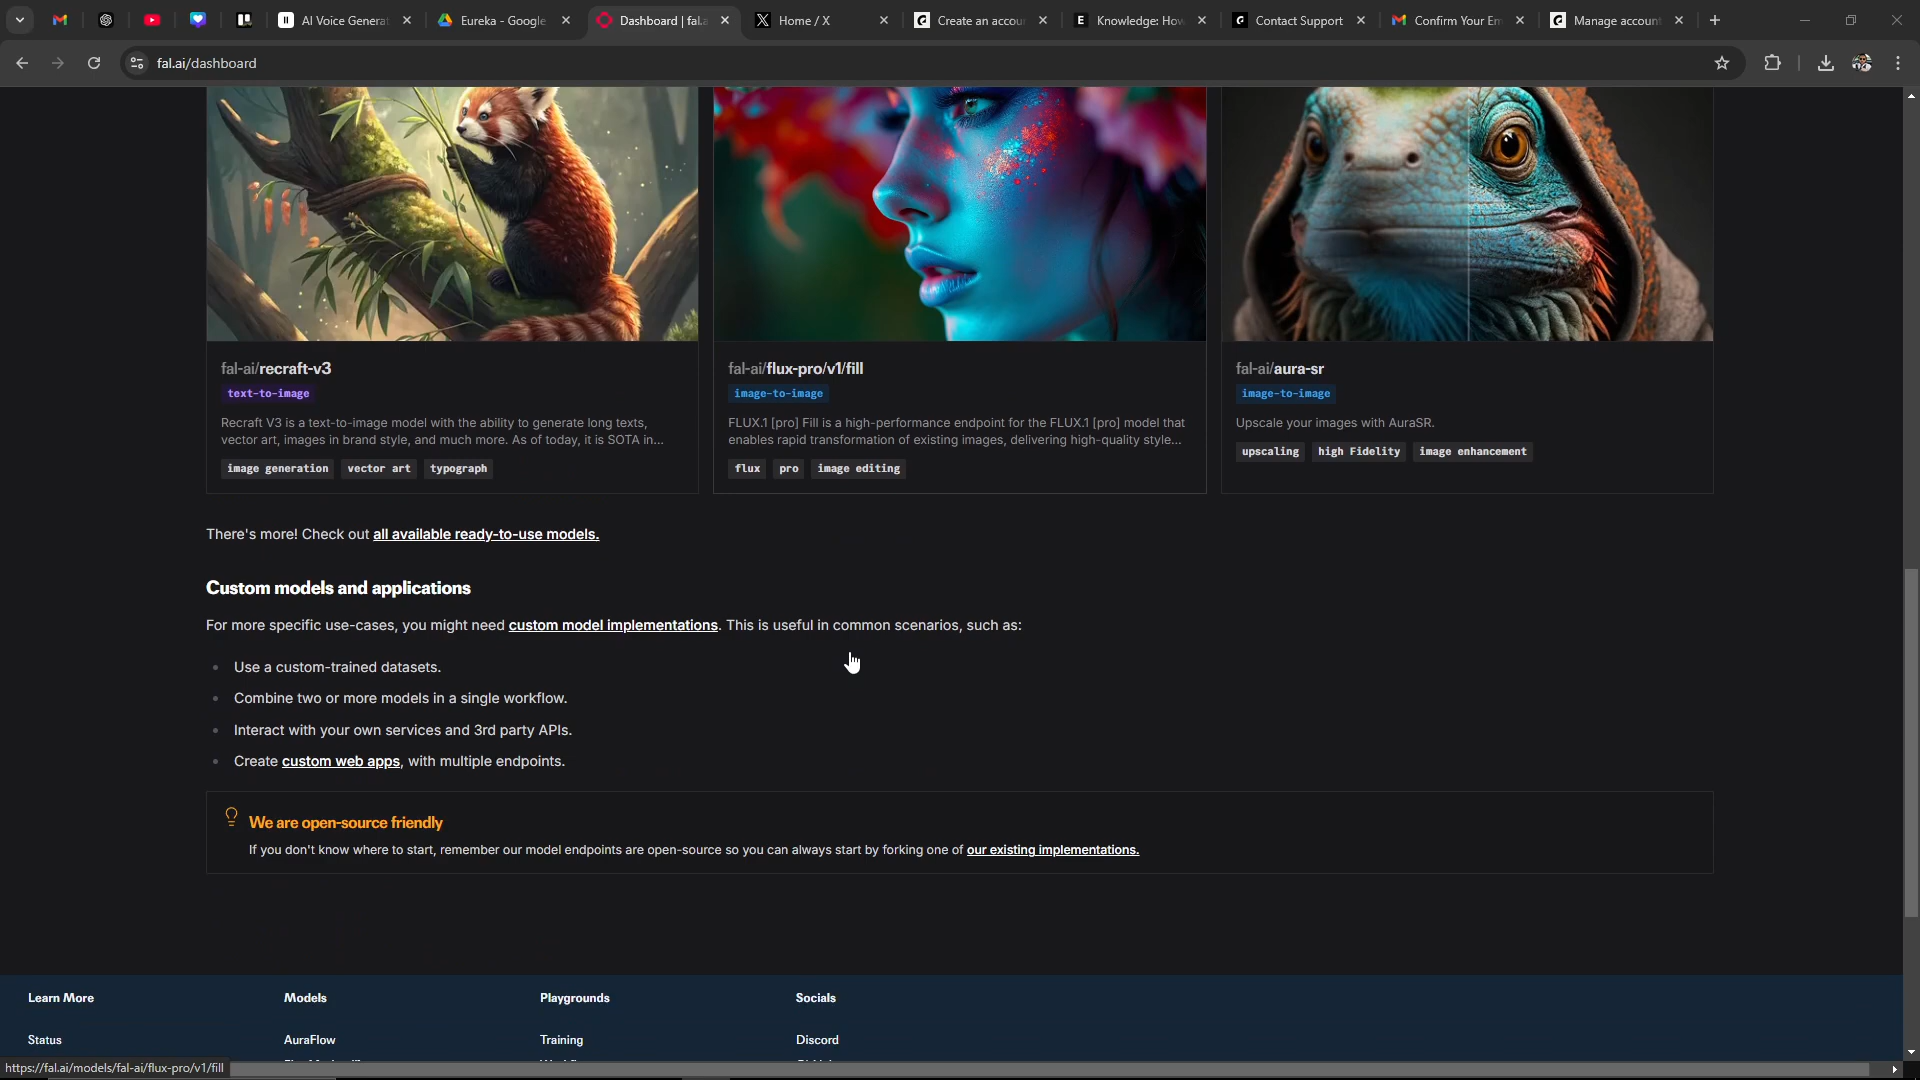 AI Voice Genera
Eureka - Google
Dashboard | fal.
Home / X
Create an accou
Knowledge: How
Contact Support
Confirm Your Em
Manage account
fal.ai/dashboard
fal-ai/recraft-v3
text-to-image
Recraft V3 is a text-to-image model with the ability to generate long texts,
vector art, images in brand style, and much more. As of today, it is SOTA in...
image generation vector art typograph
fal-ai/flux-pro/v1/fill
image-to-image
FLUX.1 [pro] Fill is a high-performance endpoint for the FLUX.1 [pro] model that
enables rapid transformation of existing images, delivering high-quality style...
flux pro image editing
fal-ai/aura-sr
image-to-image
Upscale your images with AuraSR.
upscaling high Fidelity image enhancement
There's more! Check out all available ready-to-use models.
Custom models and applications
For more specific use-cases, you might need custom model implementations. This is useful in common scenarios, such as:
Use a custom-trained datasets.
Combine two or more models in a single workflow.
Interact with your own services and 3rd party APIs.
Create custom web apps, with multiple endpoints.
We are open-source friendly
If you don't know where to start, remember our model endpoints are open-source so you can always start by forking one of our existing implementations.
Learn More Models Playgrounds Socials
Status AuraFlow Training Discord
https://fal.ai/models/fal-ai/flux-pro/v1/fill